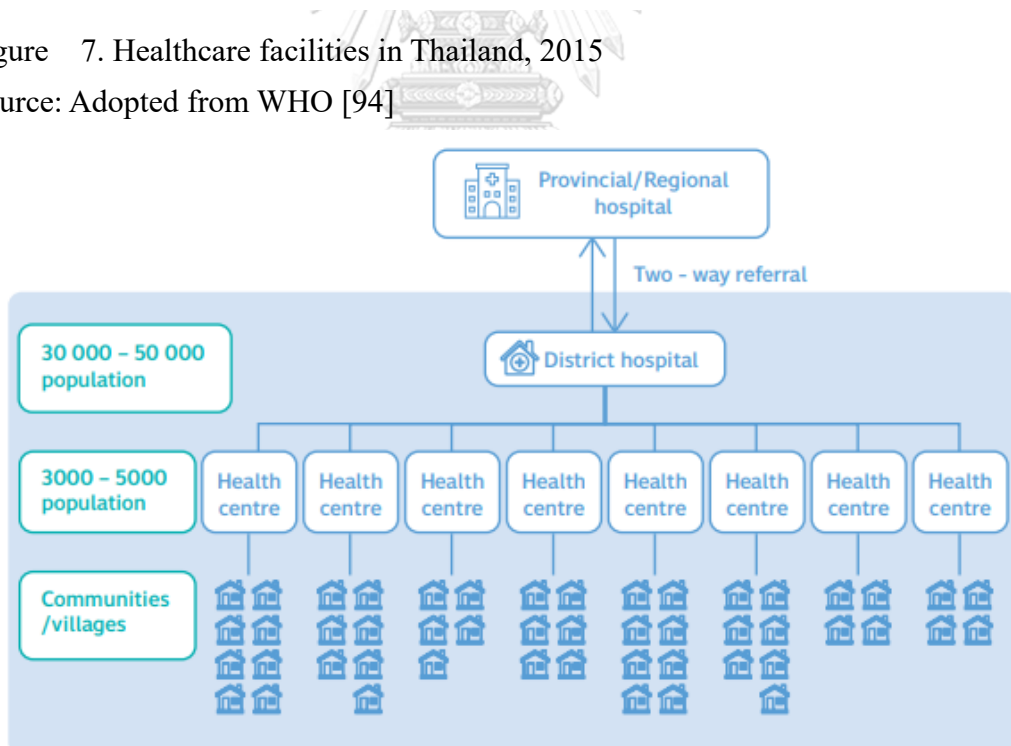 gure 7. Healthcare facilities in Thailand, 2015
urce: Adopted from WHO [94]
Provincial/Regional
hospital
Two - way referral
30 000 – 50 000
population
District hospital
3000 – 5000
population
Health
centre
Health
centre
Health
centre
Health
centre
Health
centre
Health
centre
Health
centre
Health
centre
Communities
/villages